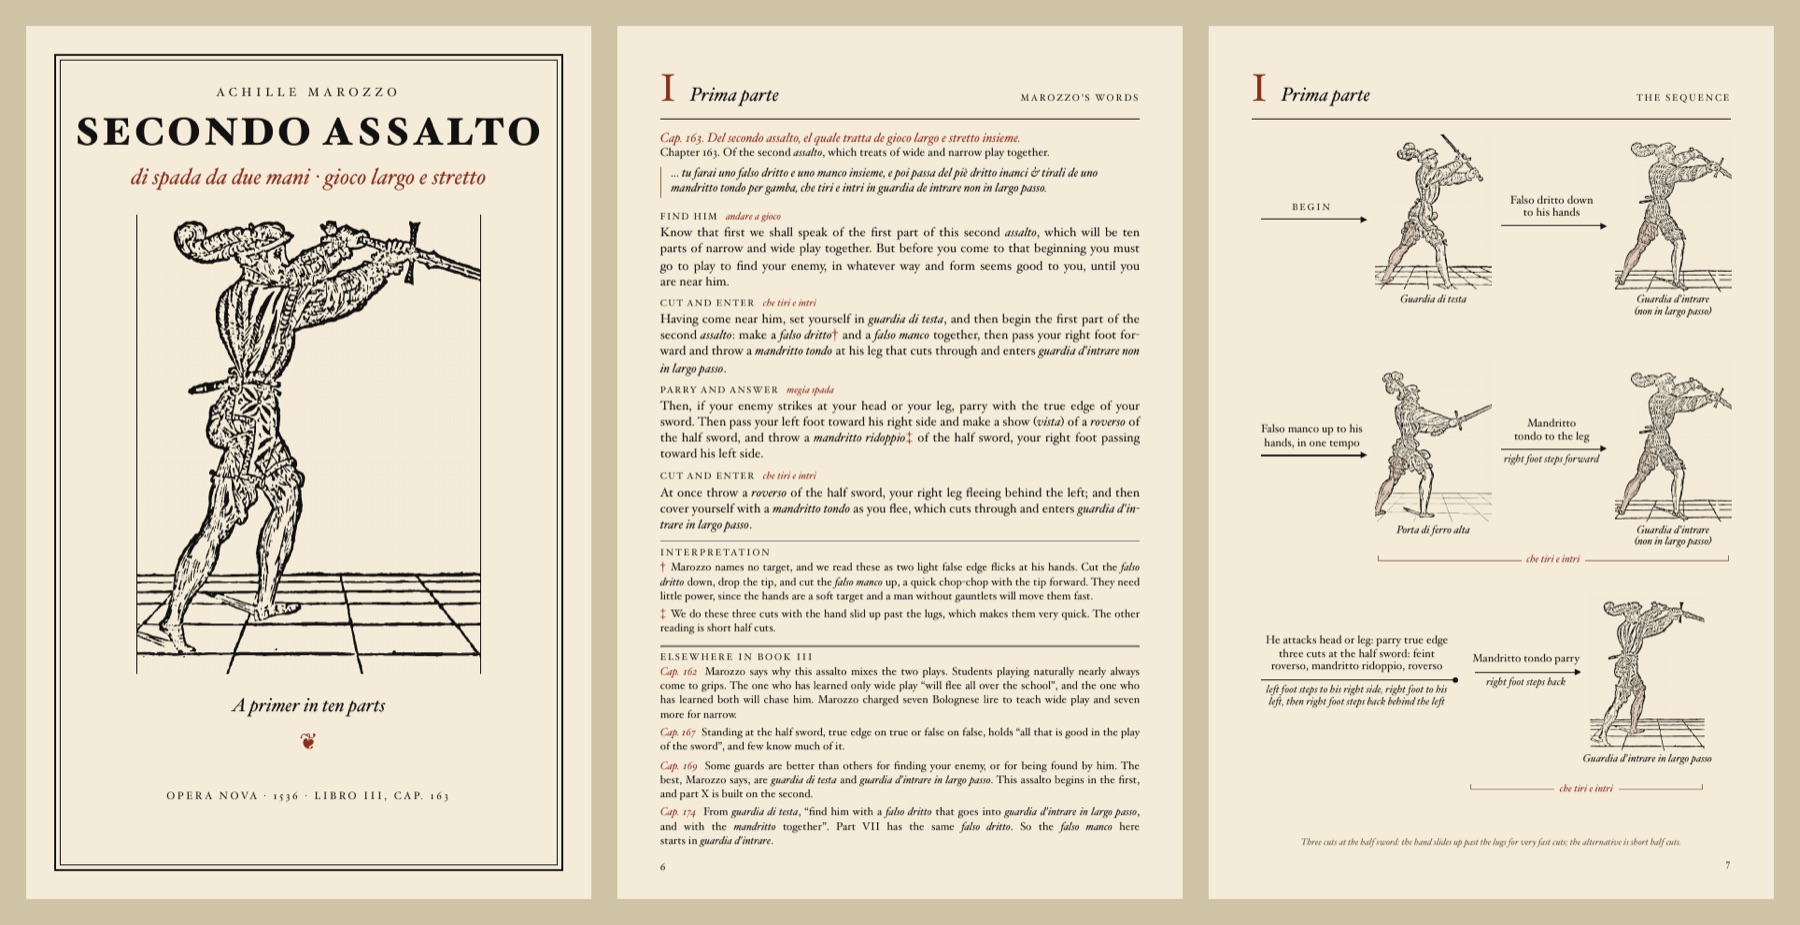 ACHILLE MAROZZO
SECONDO ASSALTO
di spada da due mani · gioco largo e stretto
A primer in ten parts
OPERA NOVA · 1536 · LIBRO III, CAP. 163
I Prima parte
MAROZZO'S WORDS
Cap. 163. Del secondo assalto, el quale tratta de gioco largo e stretto insieme.
Chapter 163. Of the second assalto, which treats of wide and narrow play together.
... tu farai uno falso dritto e uno manco insieme, e poi passa del piè dritto inanci & tirali de uno
mandritto tondo per gamba, che tiri e intri in guardia de intrare non in largo passo.
FIND HIM andare a gioco
Know that first we shall speak of the first part of this second assalto, which will be ten
parts of narrow and wide play together. But before you come to that beginning you must
go to play to find your enemy, in whatever way and form seems good to you, until you
are near him.
CUT AND ENTER che tiri e intri
Having come near him, set yourself in guardia di testa, and then begin the first part of the
second assalto: make a falso dritto† and a falso manco together, then pass your right foot for-
ward and throw a mandritto tondo at his leg that cuts through and enters guardia d'intrare non
in largo passo.
PARRY AND ANSWER megia spada
Then, if your enemy strikes at your head or your leg, parry with the true edge of your
sword. Then pass your left foot toward his right side and make a show (vista) of a roverso of
the half sword, and throw a mandritto ridoppio‡ of the half sword, your right foot passing
toward his left side.
CUT AND ENTER che tiri e intri
At once throw a roverso of the half sword, your right leg fleeing behind the left; and then
cover yourself with a mandritto tondo as you flee, which cuts through and enters guardia d'in-
trare in largo passo.
INTERPRETATION
† Marozzo names no target, and we read these as two light false edge flicks at his hands. Cut the falso
dritto down, drop the tip, and cut the falso manco up, a quick chop-chop with the tip forward. They need
little power, since the hands are a soft target and a man without gauntlets will move them fast.
‡ We do these three cuts with the hand slid up past the lugs, which makes them very quick. The other
reading is short half cuts.
ELSEWHERE IN BOOK III
Cap. 162 Marozzo says why this assalto mixes the two plays. Students playing naturally nearly always
come to grips. The one who has learned only wide play "will flee all over the school", and the one who
has learned both will chase him. Marozzo charged seven Bolognese lire to teach wide play and seven
more for narrow.
Cap. 167 Standing at the half sword, true edge on true or false on false, holds "all that is good in the play
of the sword", and few know much of it.
Cap. 169 Some guards are better than others for finding your enemy, or for being found by him. The
best, Marozzo says, are guardia di testa and guardia d'intrare in largo passo. This assalto begins in the first,
and part X is built on the second.
Cap. 174 From guardia di testa, "find him with a falso dritto that goes into guardia d'intrare in largo passo,
and with the mandritto together". Part VII has the same falso dritto. So the falso manco here
starts in guardia d'intrare.
6
I Prima parte
THE SEQUENCE
BEGIN
Guardia di testa
Falso dritto down
to his hands
Guardia d'intrare
(non in largo passo)
Falso manco up to his
hands, in one tempo
Porta di ferro alta
Mandritto
tondo to the leg
right foot steps forward
Guardia d'intrare
(non in largo passo)
che tiri e intri
He attacks head or leg: parry true edge
three cuts at the half sword: feint
roverso, mandritto ridoppio, roverso
left foot steps to his right side, right foot to his
left, then right foot steps back behind the left
Mandritto tondo parry
right foot steps back
Guardia d'intrare in largo passo
che tiri e intri
Three cuts at the half sword: the hand slides up past the lugs for very fast cuts; the alternative is short half cuts.
7